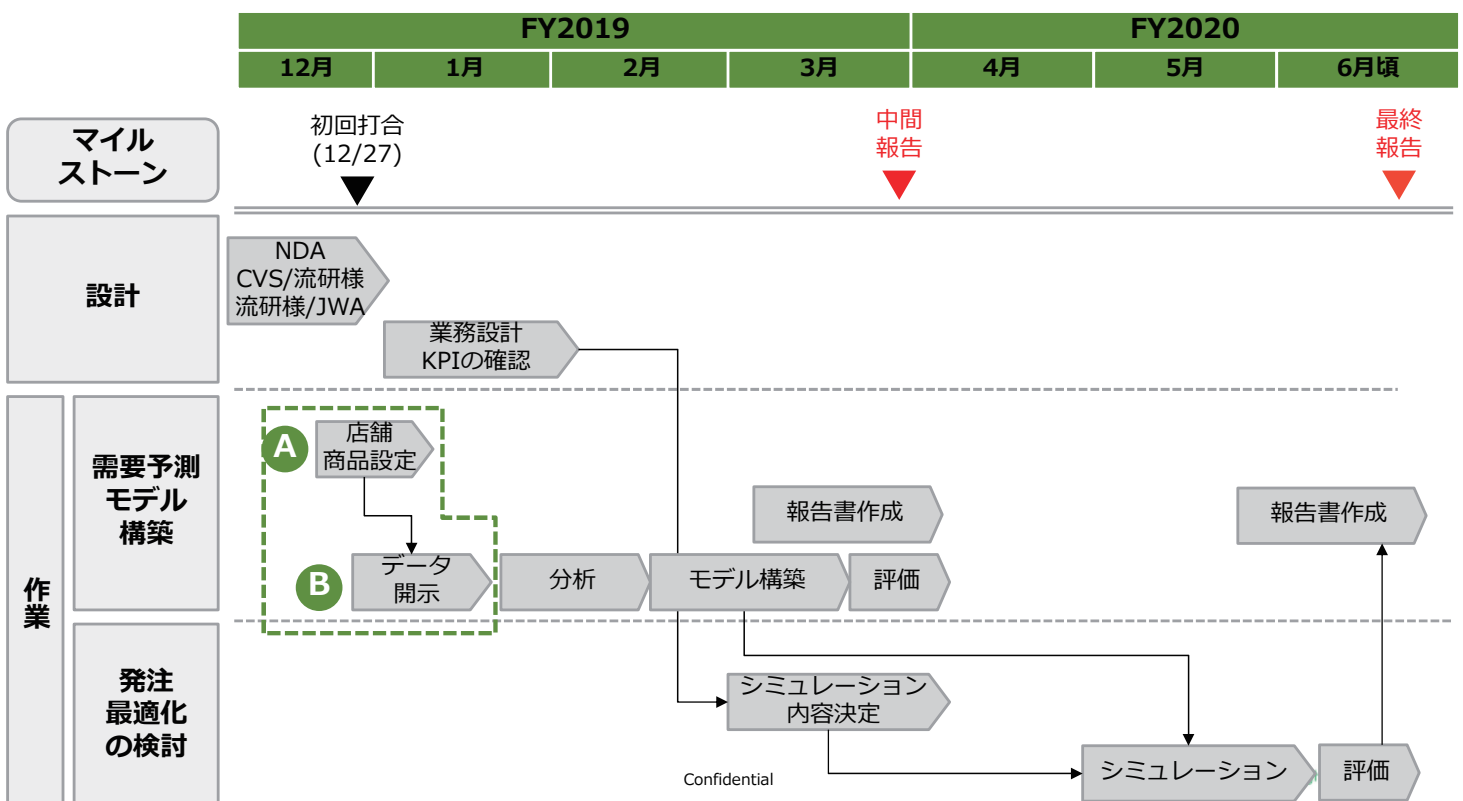 FY2019
FY2020
12月
1月
2月
3月
4月
5月
6月頃
マイル
ストーン
初回打合
(12/27)
中間
報告
最終
報告
設計
NDA
CVS/流研様
流研様/JWA
業務設計
KPIの確認
作業
需要予測
モデル
構築
A
店舗
商品設定
B
データ
開示
分析
モデル構築
評価
報告書作成
報告書作成
発注
最適化
の検討
シミュレーション
内容決定
シミュレーション
評価
Confidential